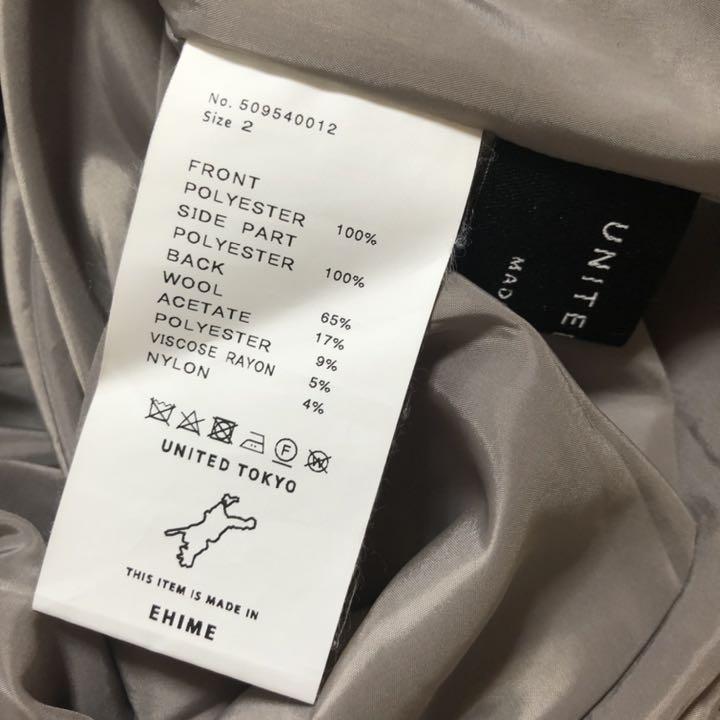 No. 509540012
Size 2
FRONT
POLYESTER 100%
SIDE PART
POLYESTER 100%
BACK
WOOL 65%
ACETATE 17%
POLYESTER 9%
VISCOSE RAYON 5%
NYLON 4%
F W
UNITED TOKYO
THIS ITEM IS MADE IN
EHIME
UNITE
MAD